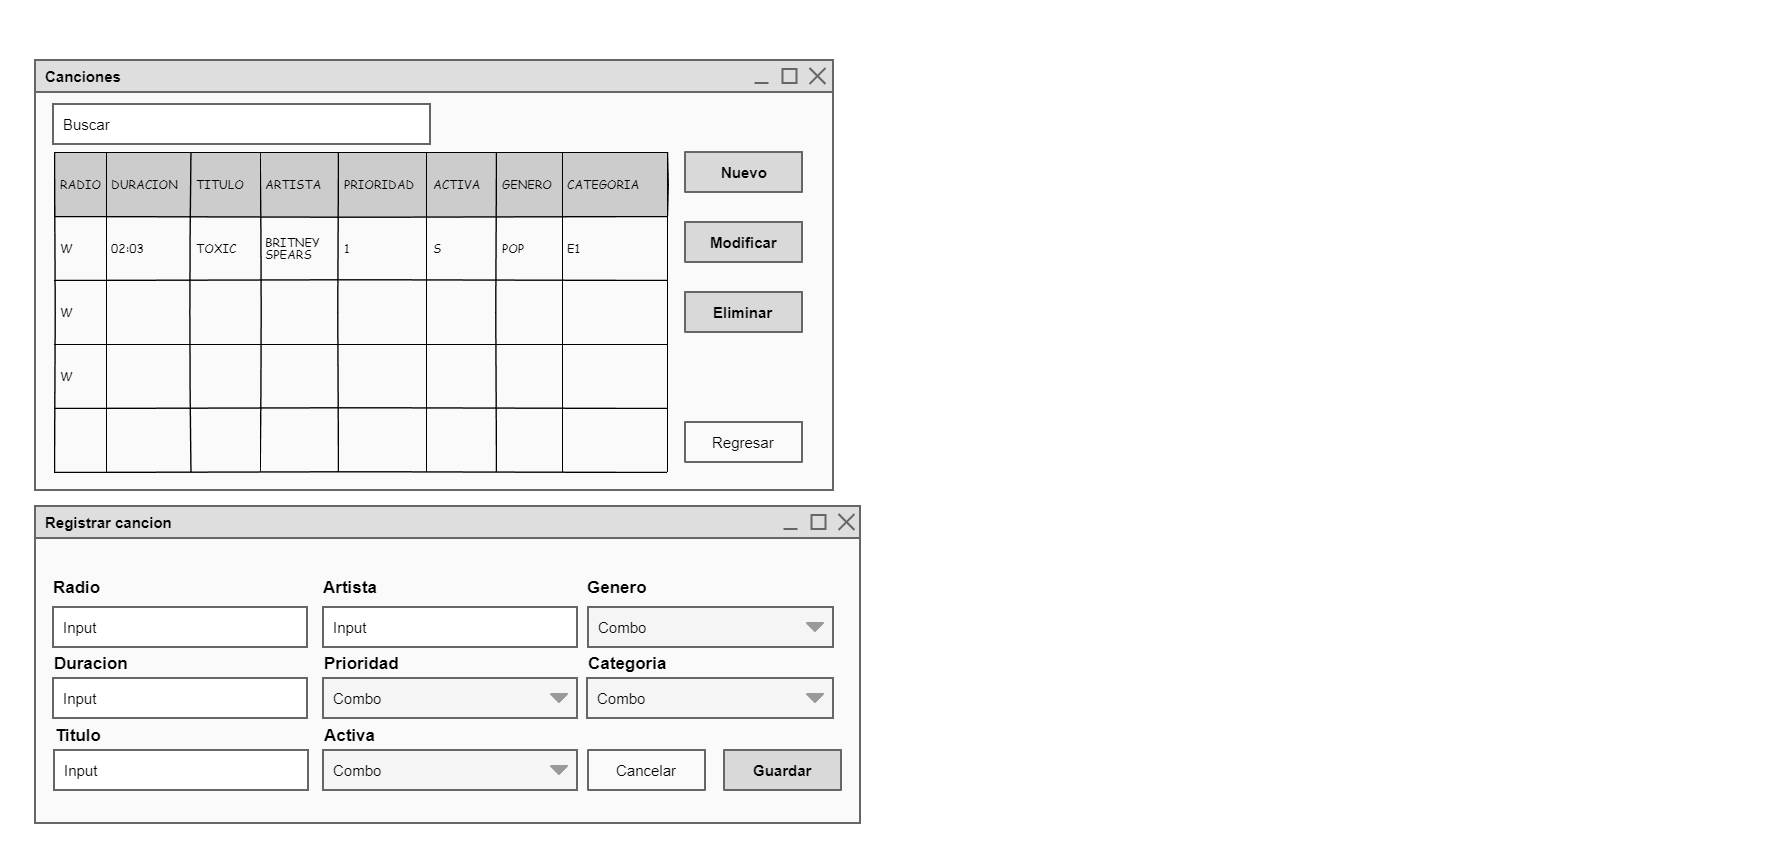 Canciones
Buscar
RADIO DURACION TITULO ARTISTA PRIORIDAD ACTIVA GENERO CATEGORIA
W 02:03 TOXIC BRITNEY SPEARS 1 S POP E1
W
W
Nuevo
Modificar
Eliminar
Regresar
Registrar cancion
Radio Artista Genero
Input Input Combo
Duracion Prioridad Categoria
Input Combo Combo
Titulo Activa
Input Combo Cancelar Guardar